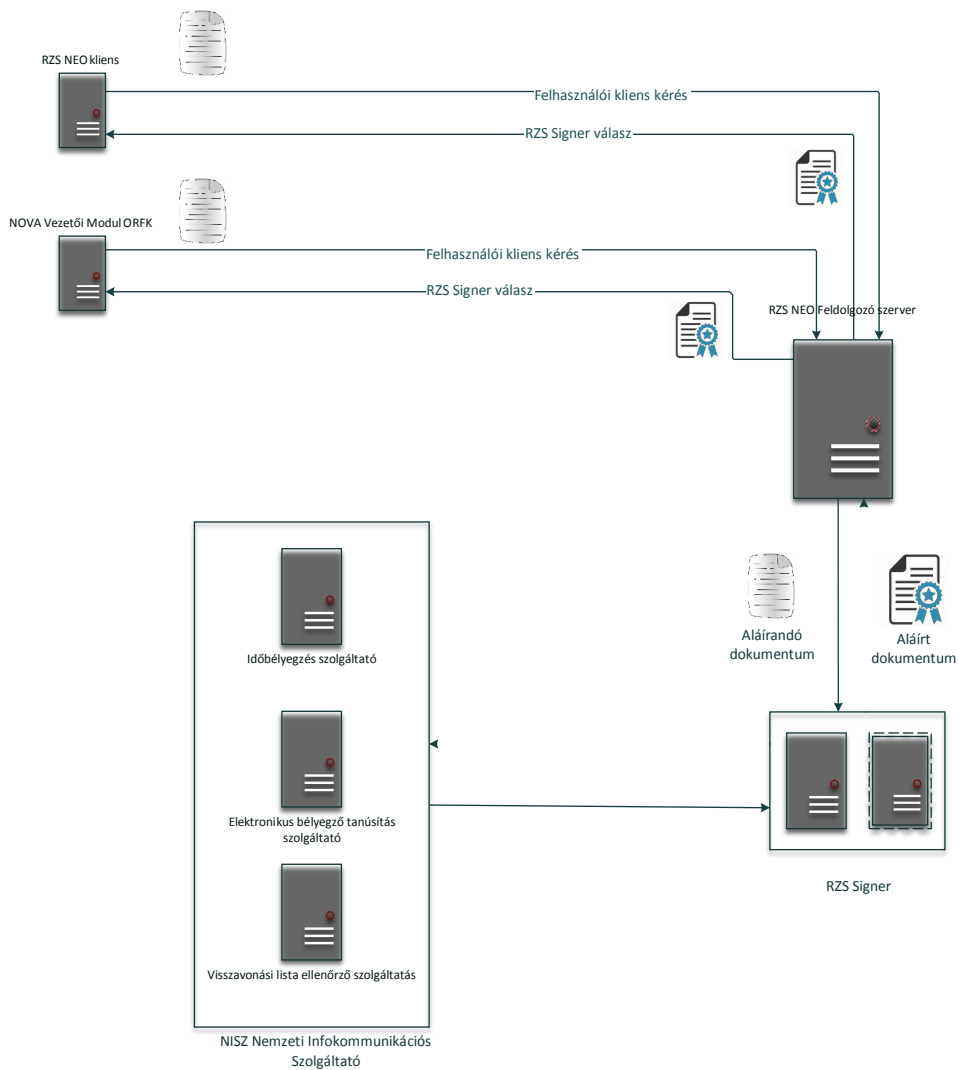 RZS NEO kliens
Felhasználói kliens kérés
RZS Signer válasz
NOVA Vezetői Modul ORFK
Felhasználói kliens kérés
RZS Signer válasz
RZS NEO Feldolgozó szerver
Aláírandó
dokumentum
Aláírt
dokumentum
Időbélyegzés szolgáltató
Elektronikus bélyegző tanúsítás
szolgáltató
Visszavonási lista ellenőrző szolgáltatás
RZS Signer
NISZ Nemzeti Infokommunikációs
Szolgáltató